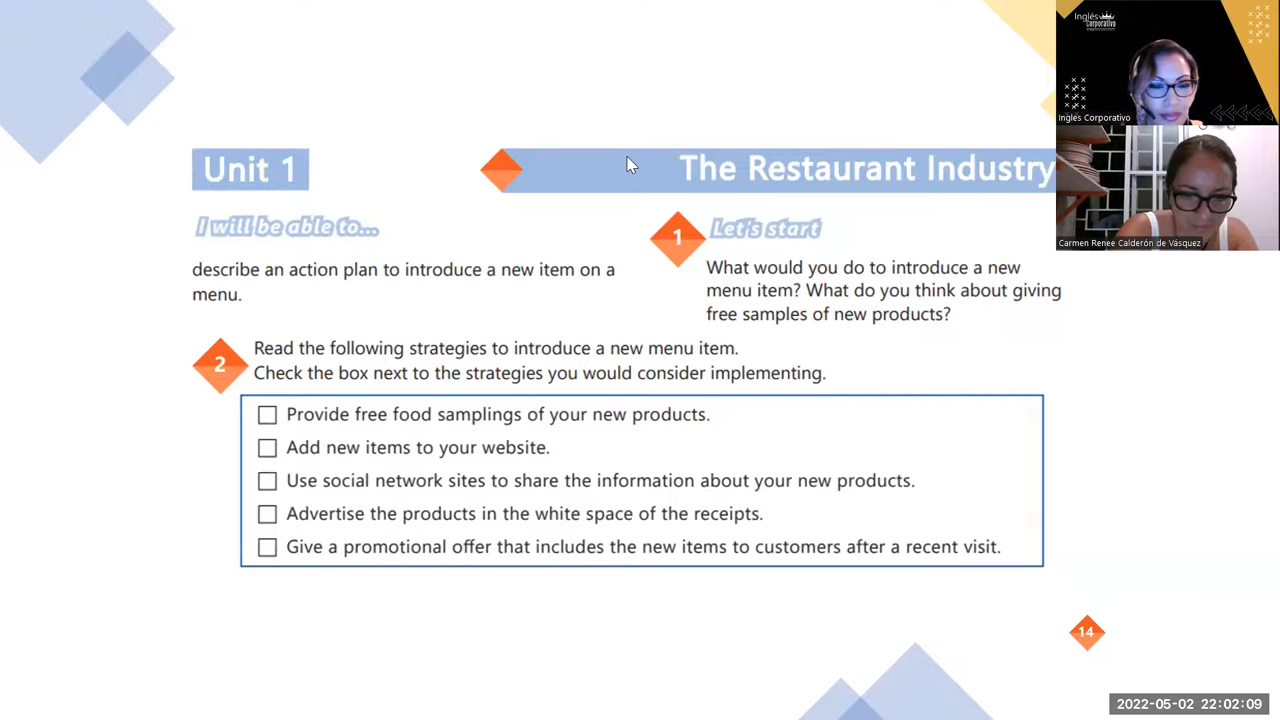 Unit 1
The Restaurant Industry
I will be able to...
describe an action plan to introduce a new item on a
menu.
1
Let's start
What would you do to introduce a new
menu item? What do you think about giving
free samples of new products?
2
Read the following strategies to introduce a new menu item.
Check the box next to the strategies you would consider implementing.
Provide free food samplings of your new products.
Add new items to your website.
Use social network sites to share the information about your new products.
Advertise the products in the white space of the receipts.
Give a promotional offer that includes the new items to customers after a recent visit.
14
Inglés
Corporativo
Inglés Corporativo
Carmen Renee Calderón de Vásquez
2022-05-02 22:02:09